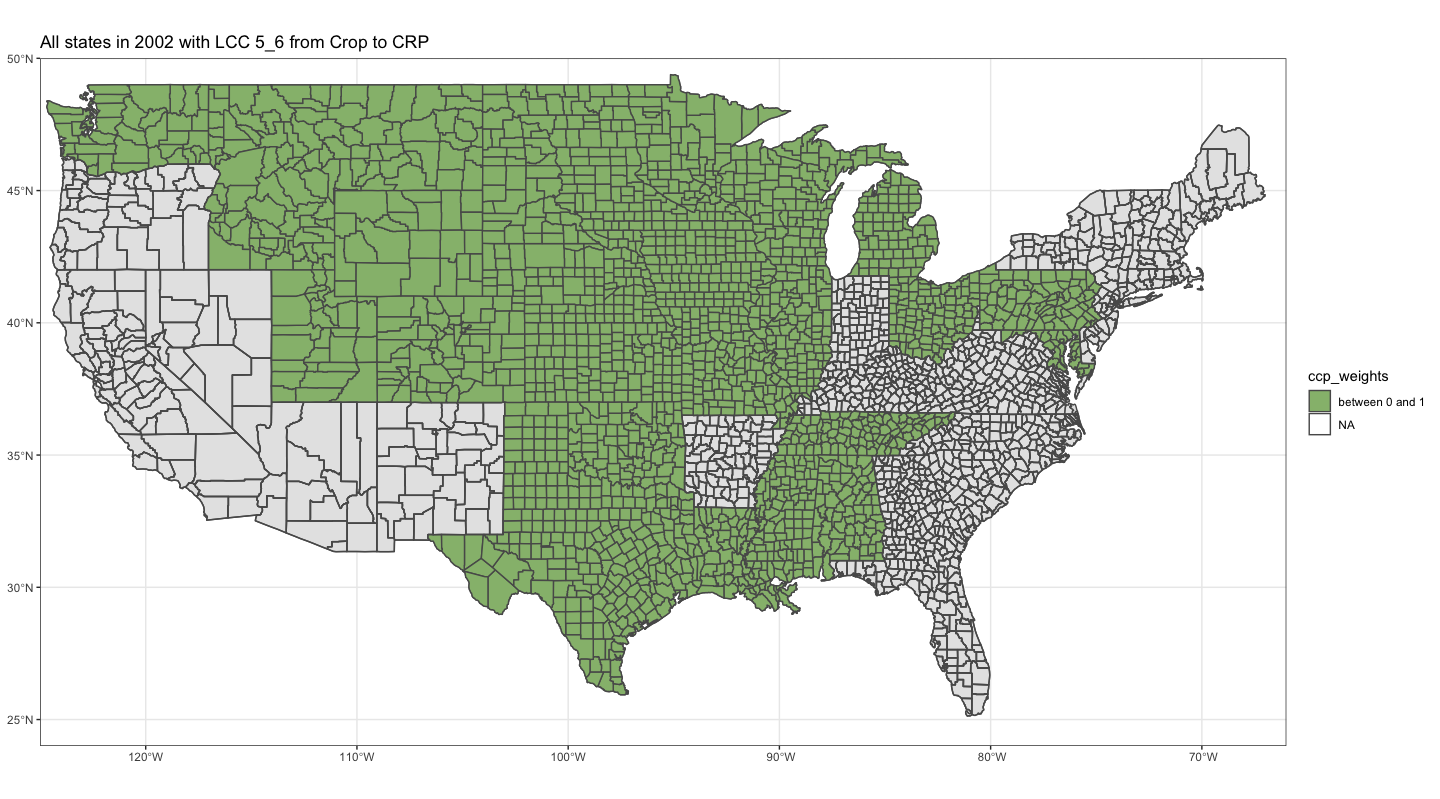 All states in 2002 with LCC 5_6 from Crop to CRP
50°N
45°N
40°N
35°N
30°N
25°N
120°W
110°W
100°W
90°W
80°W
70°W
ccp_weights
between 0 and 1
NA